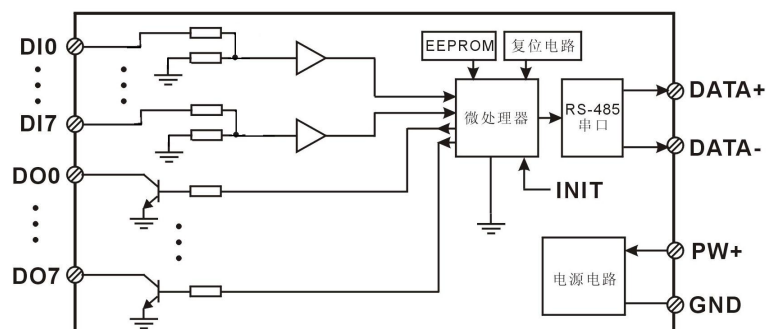 DI0
EEPROM
复位电路
DATA+
微处理器
RS-485
串口
DI7
DATA-
DO0
INIT
PW+
电源电路
DO7
GND